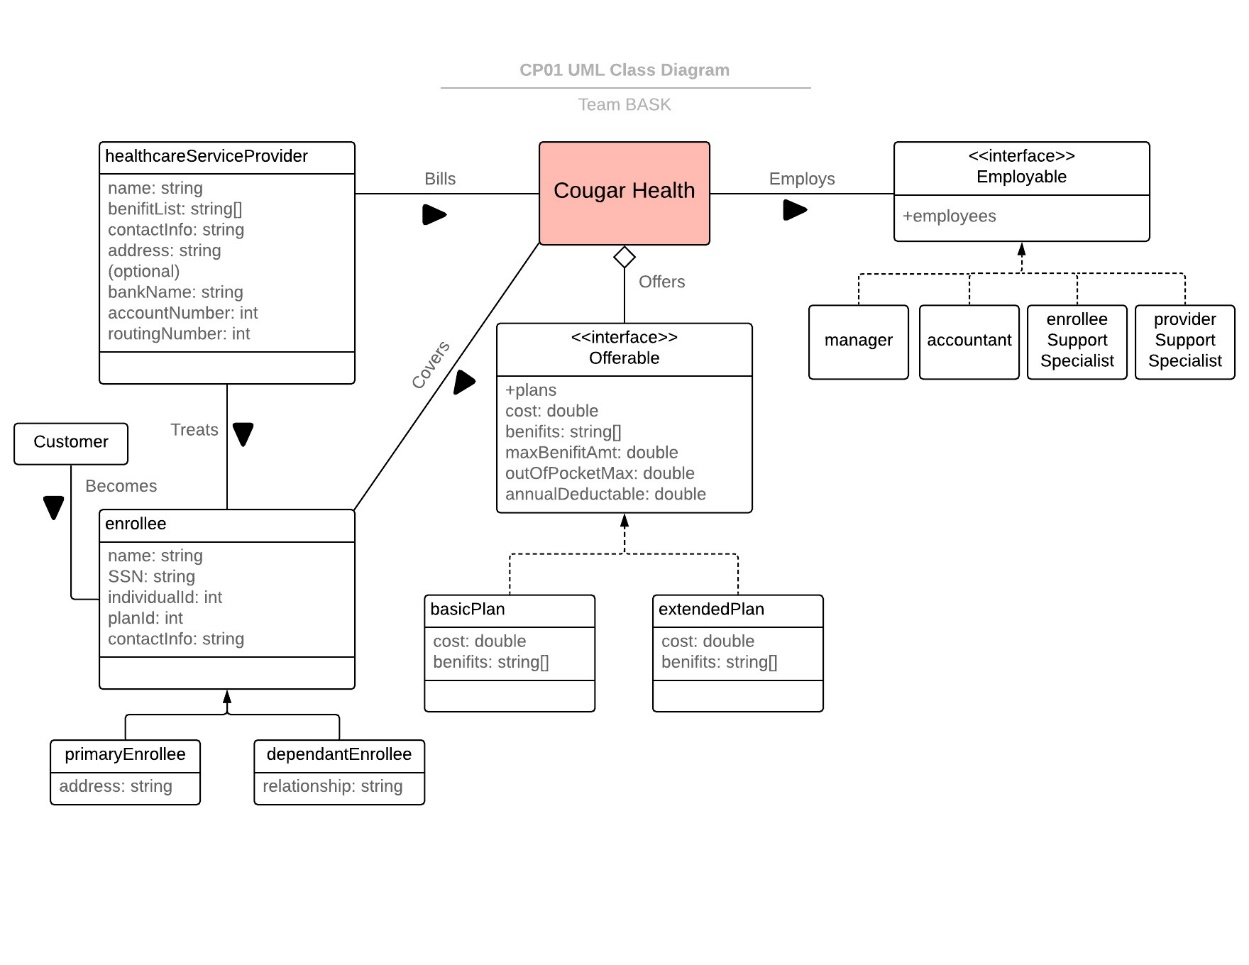 CP01 UML Class Diagram
Team BASK
healthcareServiceProvider
name: string
benifitList: string[]
contactInfo: string
address: string
(optional)
bankName: string
accountNumber: int
routingNumber: int
Bills
Cougar Health
Employs
<<interface>>
Employable
+employees
manager
accountant
enrollee
Support
Specialist
provider
Support
Specialist
Offers
<<interface>>
Offerable
+plans
cost: double
benifits: string[]
maxBenifitAmt: double
outOfPocketMax: double
annualDeductable: double
Covers
Treats
Customer
Becomes
enrollee
name: string
SSN: string
individualId: int
planId: int
contactInfo: string
basicPlan
cost: double
benifits: string[]
extendedPlan
cost: double
benifits: string[]
primaryEnrollee
address: string
dependantEnrollee
relationship: string